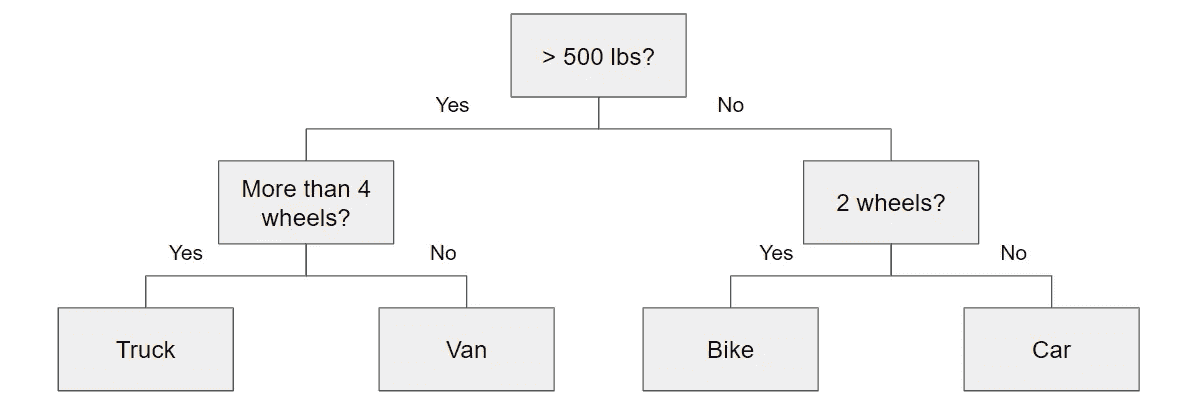 > 500 lbs?
Yes
No
More than 4
wheels?
2 wheels?
Yes
No
Yes
No
Truck
Van
Bike
Car